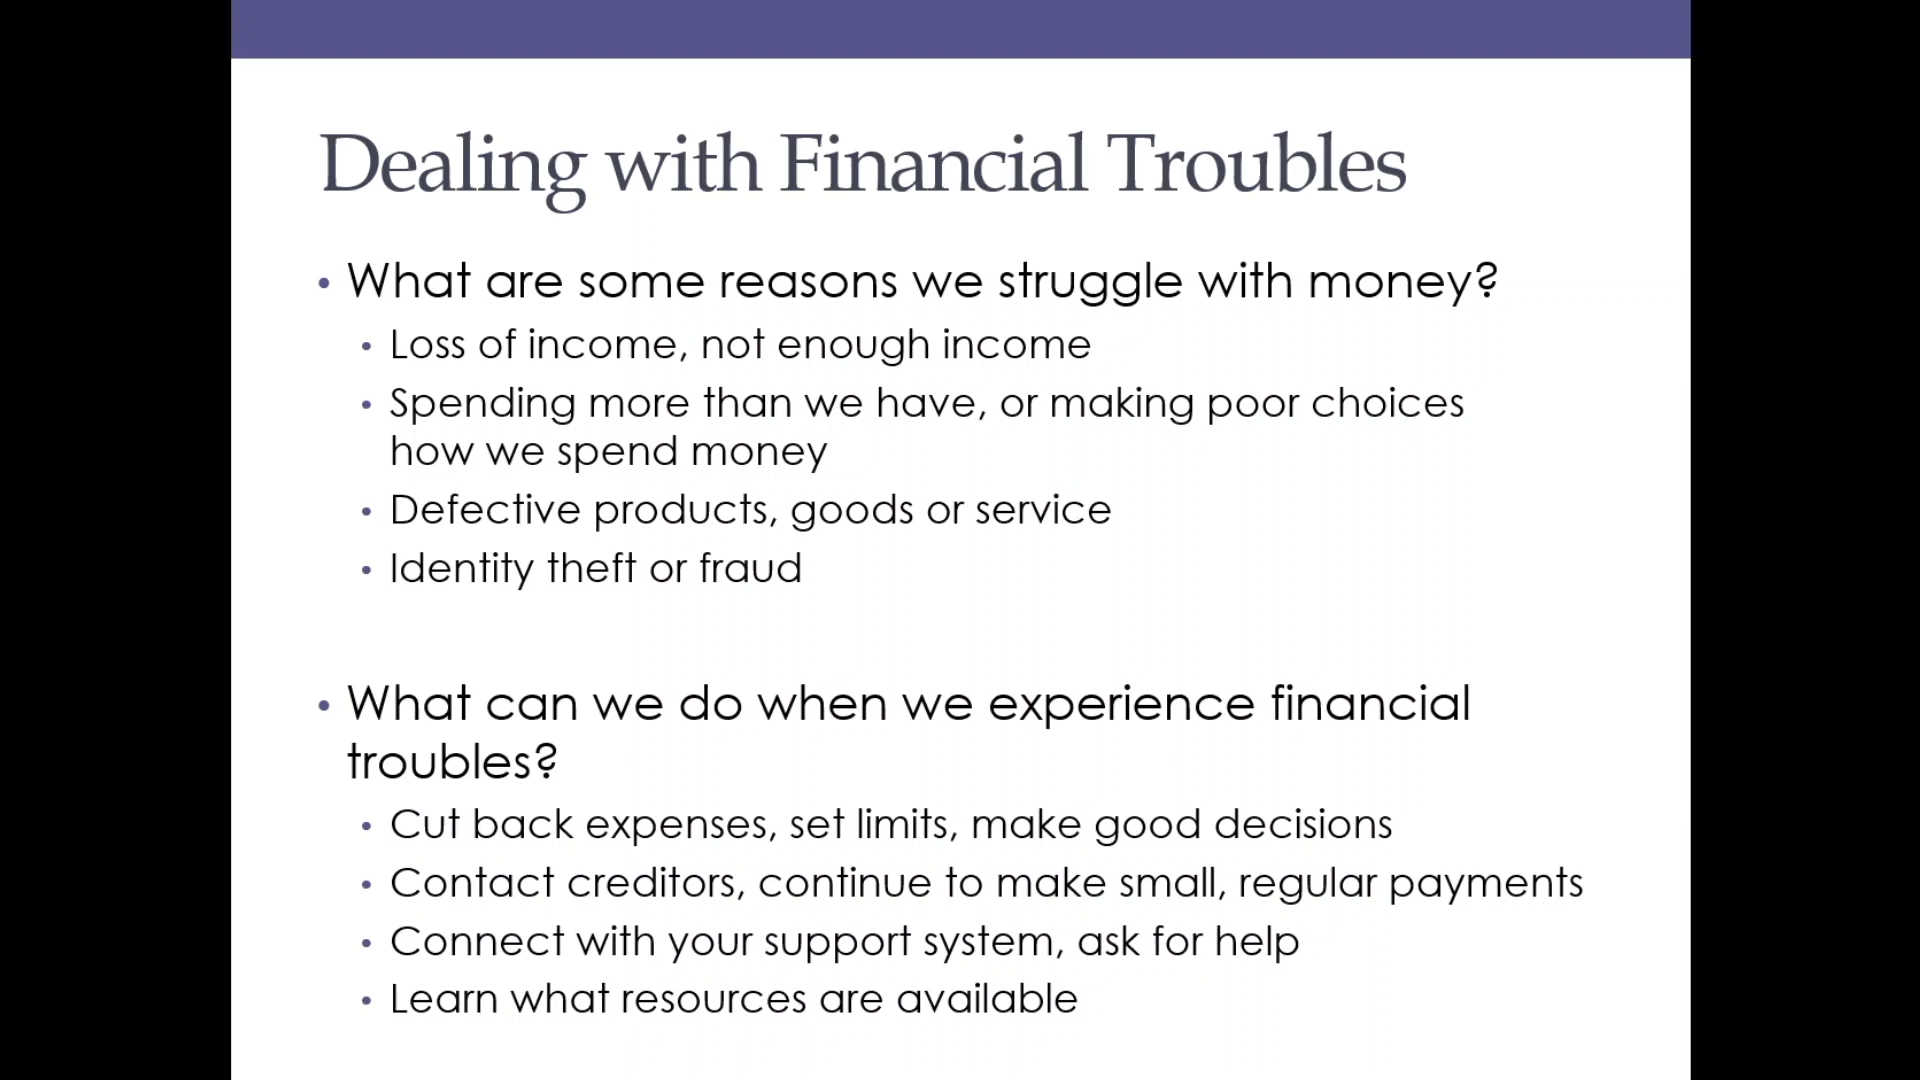 Dealing with Financial Troubles
• What are some reasons we struggle with money?
• Loss of income, not enough income
• Spending more than we have, or making poor choices
how we spend money
• Defective products, goods or service
• Identity theft or fraud
• What can we do when we experience financial
troubles?
• Cut back expenses, set limits, make good decisions
• Contact creditors, continue to make small, regular payments
• Connect with your support system, ask for help
• Learn what resources are available